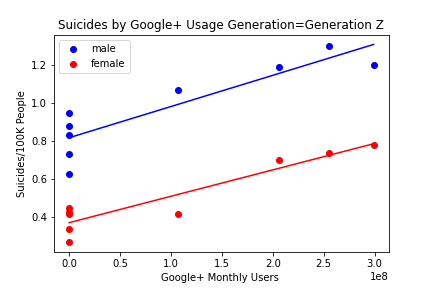 Suicides by Google+ Usage Generation=Generation Z
male
female
Suicides/100K People
1.2
1.0
0.8
0.6
0.4
0.0 0.5 1.0 1.5 2.0 2.5 3.0
1e8
Google+ Monthly Users